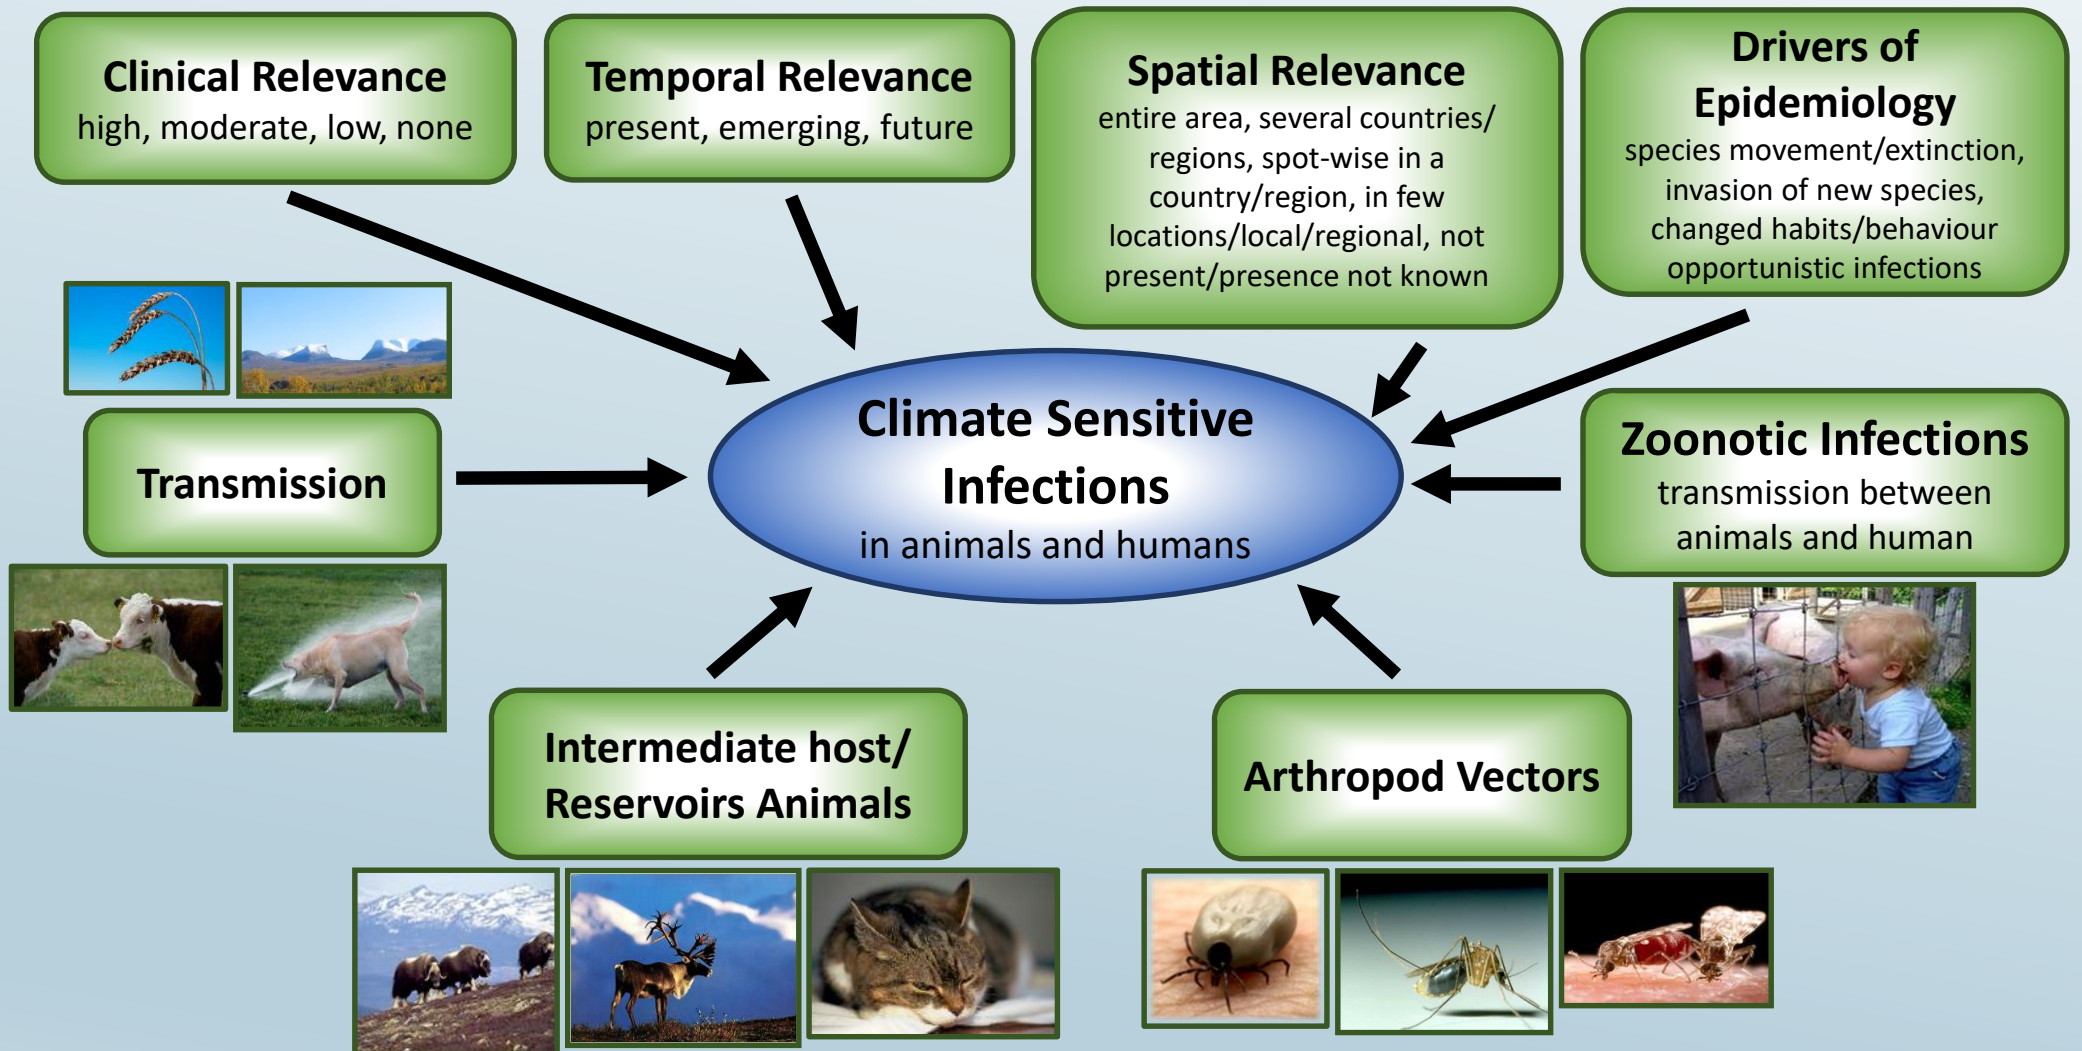 Clinical Relevance
high, moderate, low, none
Temporal Relevance
present, emerging, future
Spatial Relevance
entire area, several countries/
regions, spot-wise in a
country/region, in few
locations/local/regional, not
present/presence not known
Drivers of
Epidemiology
species movement/extinction,
invasion of new species,
changed habits/behaviour
opportunistic infections
Transmission
Climate Sensitive
Infections
in animals and humans
Zoonotic Infections
transmission between
animals and human
Intermediate host/
Reservoirs Animals
Arthropod Vectors